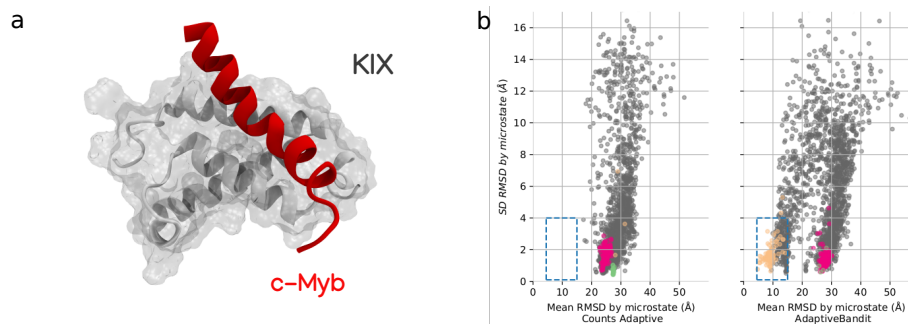 a
KIX
c-Myb
b
SD RMSD by microstate (Å)
16
14
12
10
8
6
4
2
0
0 10 20 30 40 50
Mean RMSD by microstate (Å)
Counts Adaptive
0 10 20 30 40 50
Mean RMSD by microstate (Å)
AdaptiveBandit